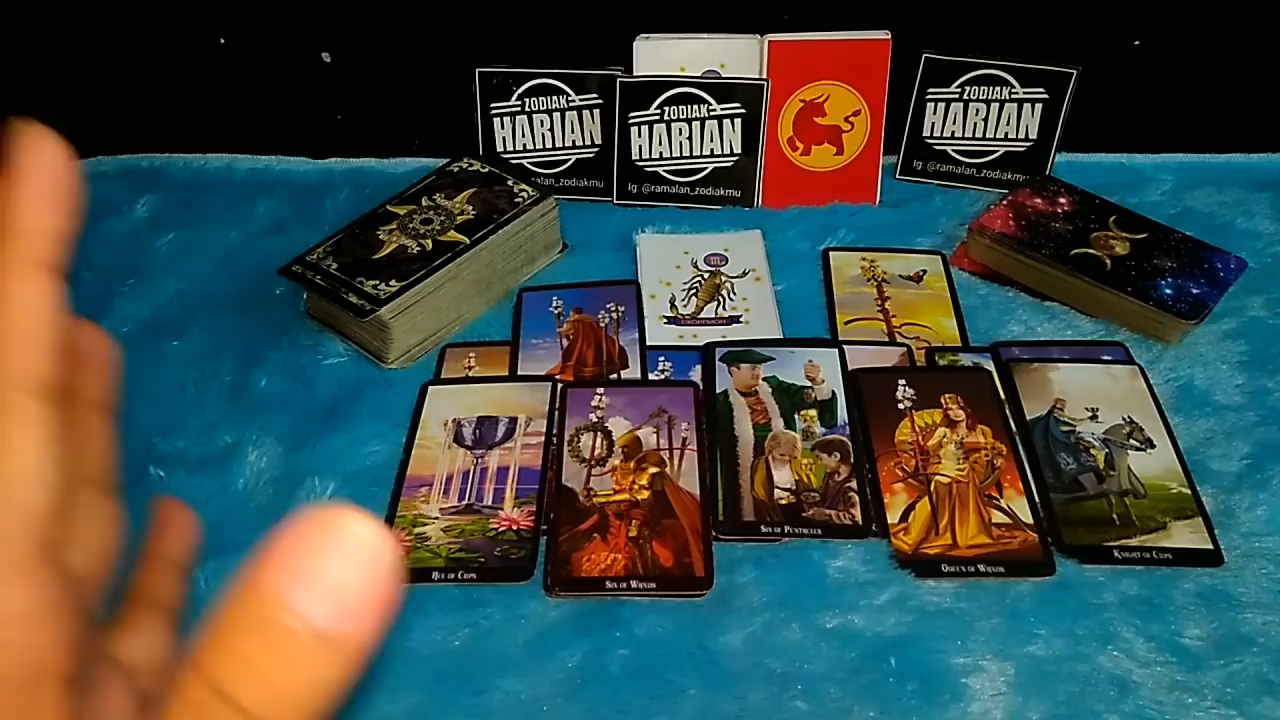 ZODIAK
HARIAN
ZODIAK
HARIAN
Ig: @ramalan_zodiakmu
ZODIAK
HARIAN
Ig: @ramalan_zodiakmu
СКОРПИОН
ACE OF CUPS
SIX OF WANDS
SIX OF PENTACLES
QUEEN OF WANDS
KNIGHT OF CUPS